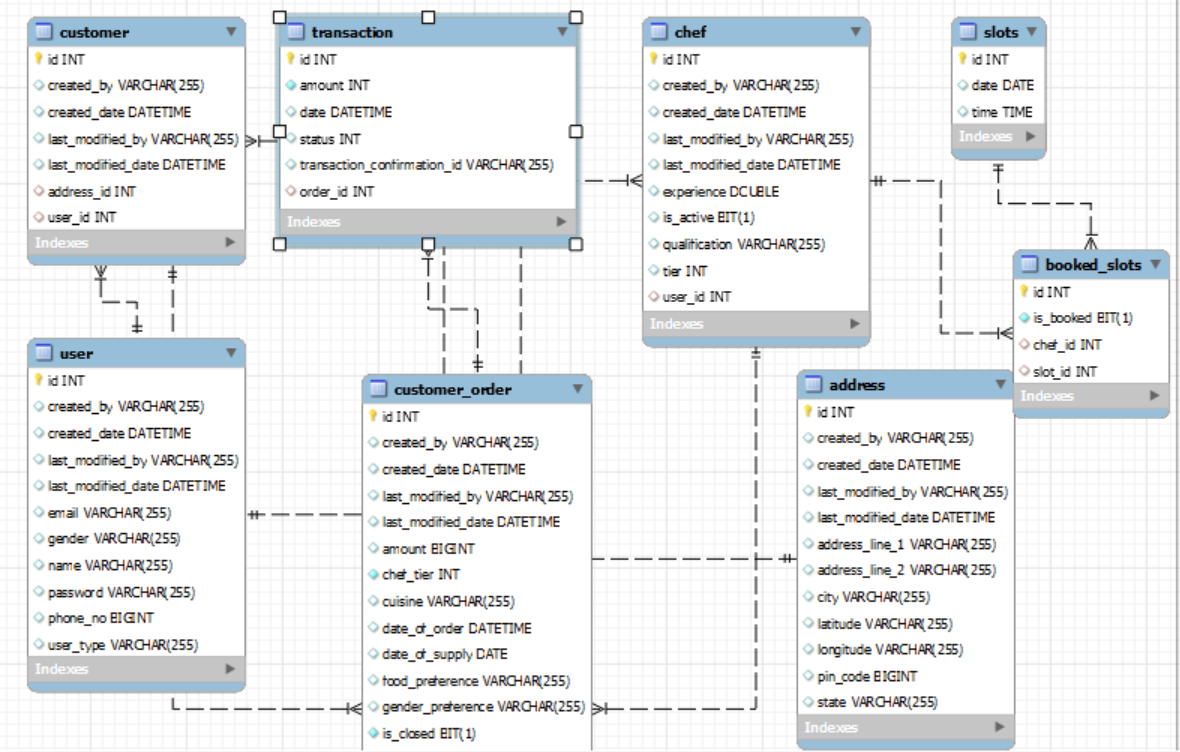 customer
id INT
created_by VARCHAR(255)
created_date DATETIME
last_modified_by VARCHAR(255)
last_modified_date DATETIME
address_id INT
user_id INT
Indexes
transaction
id INT
amount INT
date DATETIME
status INT
transaction_confirmation_id VARCHAR(255)
order_id INT
Indexes
chef
id INT
created_by VARCHAR(255)
created_date DATETIME
last_modified_by VARCHAR(255)
last_modified_date DATETIME
experience DOUBLE
is_active BIT(1)
qualification VARCHAR(255)
tier INT
user_id INT
Indexes
slots
id INT
date DATE
time TIME
Indexes
booked_slots
id INT
is_booked BIT(1)
chef_id INT
slot_id INT
Indexes
user
id INT
created_by VARCHAR(255)
created_date DATETIME
last_modified_by VARCHAR(255)
last_modified_date DATETIME
email VARCHAR(255)
gender VARCHAR(255)
name VARCHAR(255)
password VARCHAR(255)
phone_no BIGINT
user_type VARCHAR(255)
Indexes
customer_order
id INT
created_by VARCHAR(255)
created_date DATETIME
last_modified_by VARCHAR(255)
last_modified_date DATETIME
amount BIGINT
chef_tier INT
cuisine VARCHAR(255)
date_of_order DATETIME
date_of_supply DATE
food_preference VARCHAR(255)
gender_preference VARCHAR(255)
is_closed BIT(1)
address
id INT
created_by VARCHAR(255)
created_date DATETIME
last_modified_by VARCHAR(255)
last_modified_date DATETIME
address_line_1 VARCHAR(255)
address_line_2 VARCHAR(255)
city VARCHAR(255)
latitude VARCHAR(255)
longitude VARCHAR(255)
pin_code BIGINT
state VARCHAR(255)
Indexes